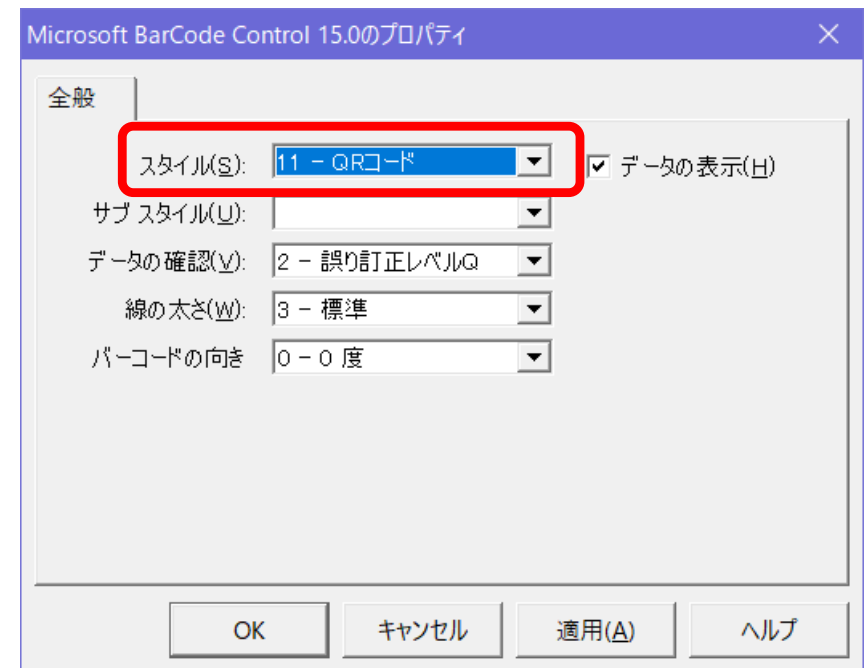 Microsoft BarCode Control 15.0のプロパティ
全般
スタイル(S): 11 - QRコード データの表示(H)
サブ スタイル(U):
データの確認(V): 2 - 誤り訂正レベルQ
線の太さ(W): 3 - 標準
バーコードの向き 0 - 0 度
OK キャンセル 適用(A) ヘルプ